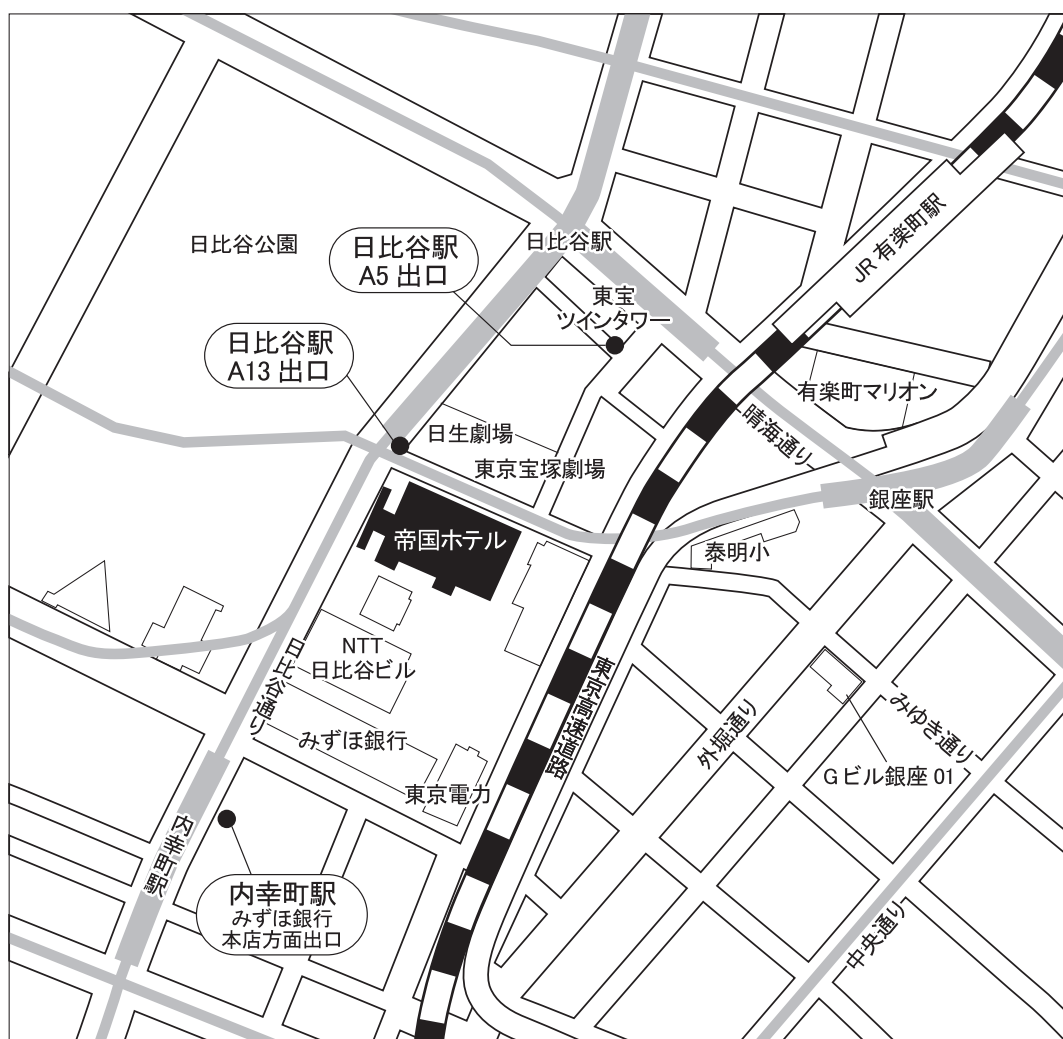 日比谷公園
日比谷駅
A5 出口
日比谷駅
東宝
ツインタワー
JR 有楽町駅
日比谷駅
A13 出口
有楽町マリオン
晴海通り
日生劇場
東京宝塚劇場
銀座駅
帝国ホテル
泰明小
NTT
日比谷ビル
日比谷通り
東京高速道路
外堀通り
みゆき通り
みずほ銀行
Gビル銀座 01
東京電力
内幸町駅
内幸町駅
みずほ銀行
本店方面出口
中央通り